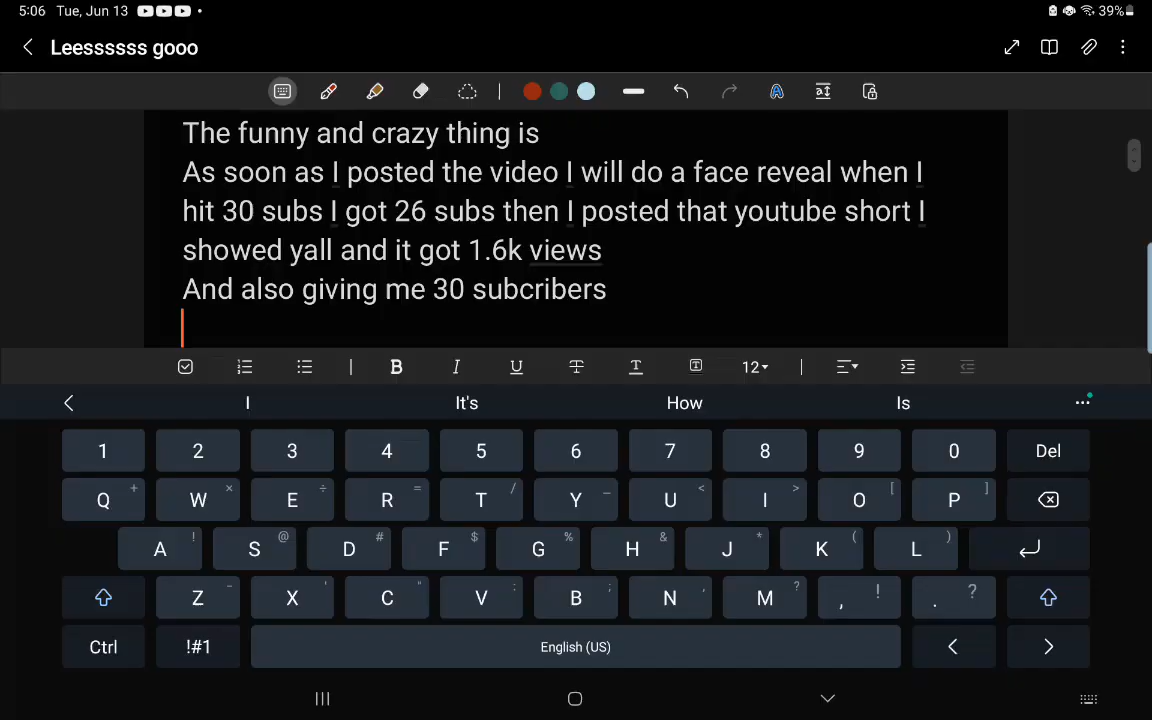 5:06 Tue, Jun 13 39%
Leessssss gooo
The funny and crazy thing is
As soon as I posted the video I will do a face reveal when I
hit 30 subs I got 26 subs then I posted that youtube short I
showed yall and it got 1.6k views
And also giving me 30 subcribers
B I U T T T 12
I It's How Is
1 2 3 4 5 6 7 8 9 0 Del
Q + W × E ÷ R = T / Y _ U < I > O [ P ]
A ! S @ D # F $ G % H & J * K ( L )
Z - X ' C " V : B ; N , M ? , ! . ?
Ctrl !#1 English (US) < >